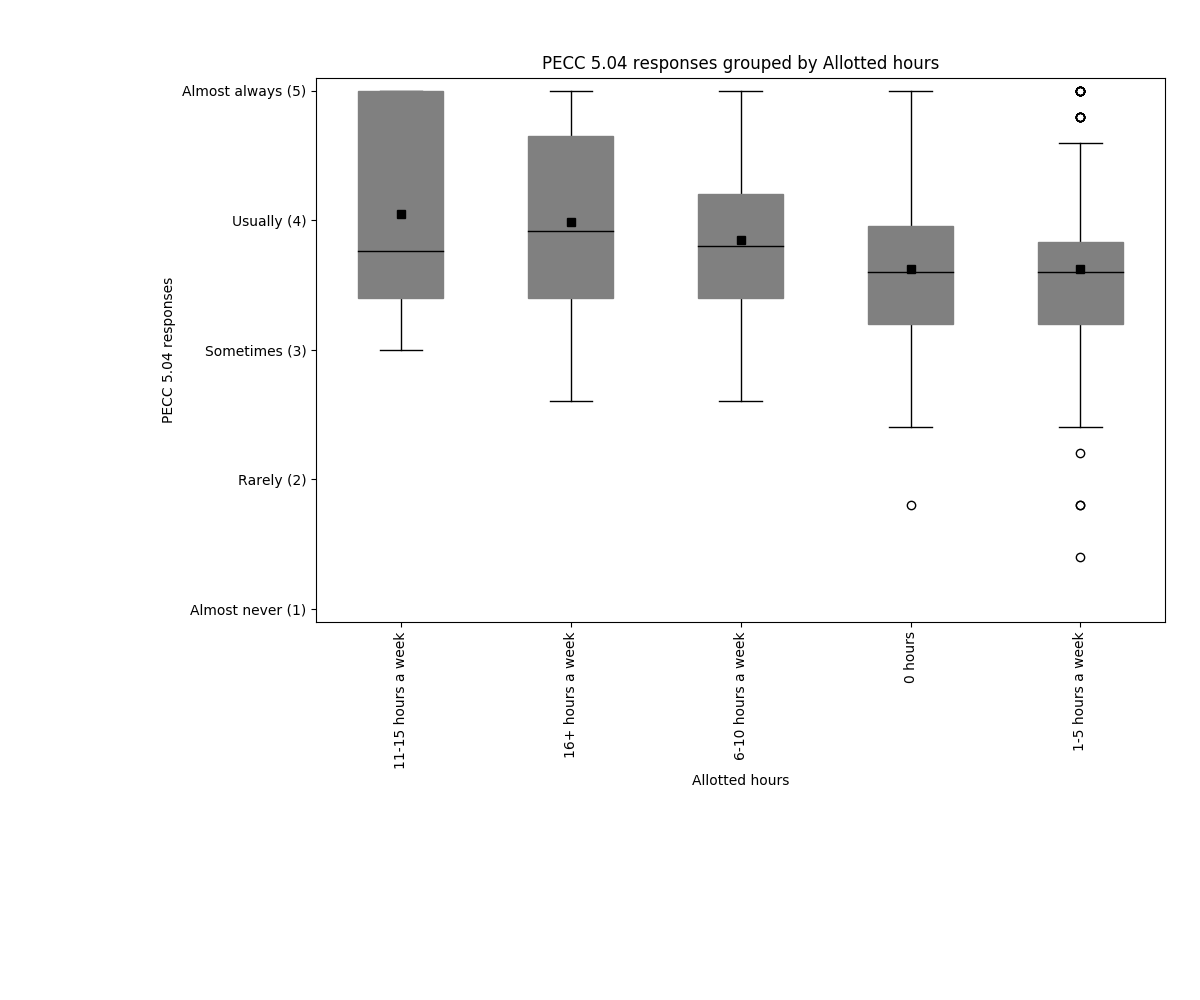 PECC 5.04 responses grouped by Allotted hours
Almost always (5)
Usually (4)
Sometimes (3)
Rarely (2)
Almost never (1)
PECC 5.04 responses
11-15 hours a week
16+ hours a week
6-10 hours a week
0 hours
1-5 hours a week
Allotted hours